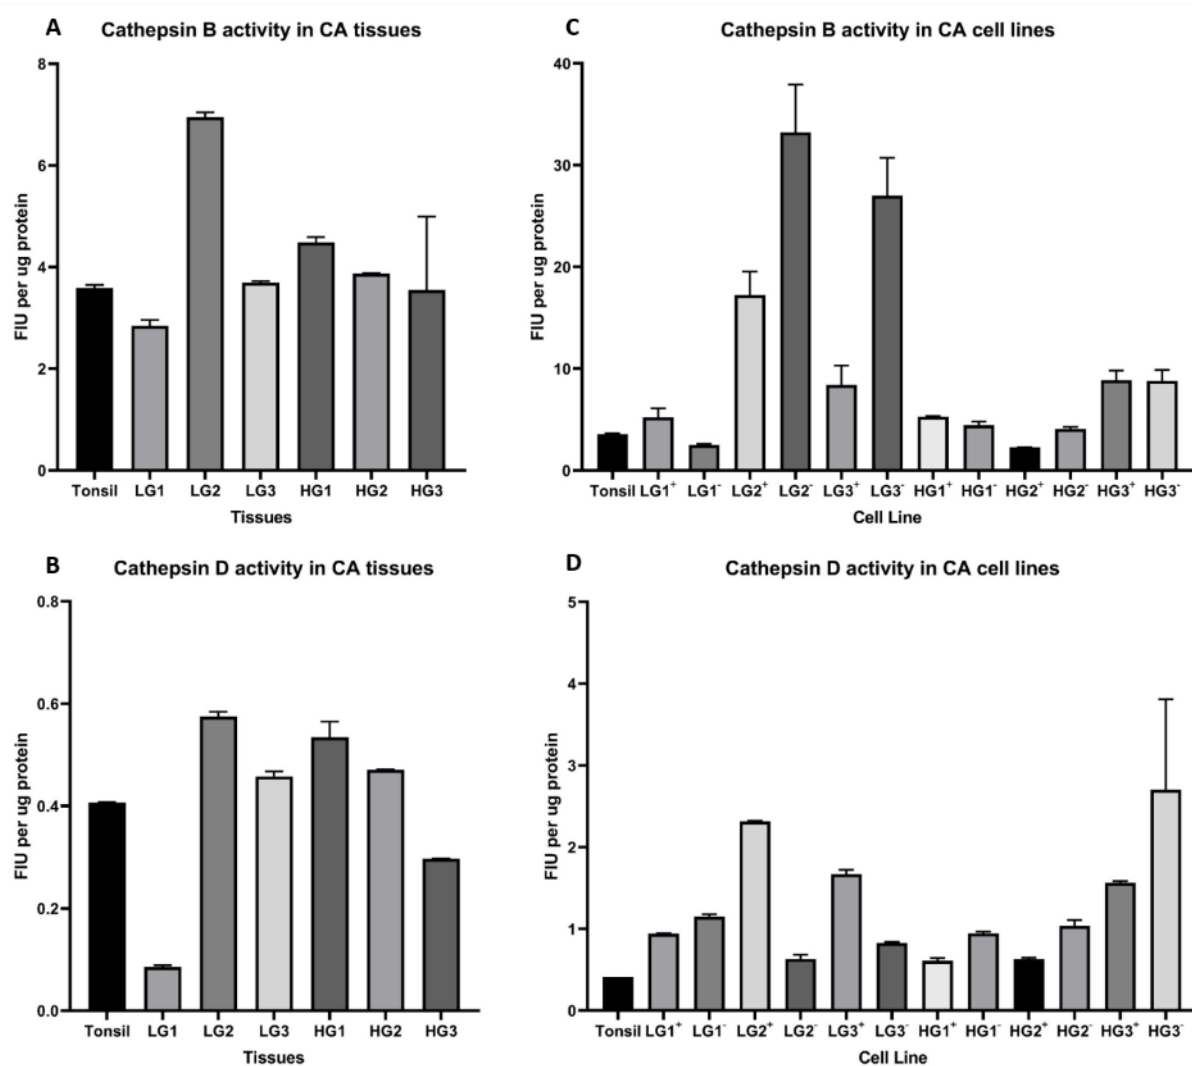 A Cathepsin B activity in CA tissues
8
6
4
2
0
FIU per ug protein
Tonsil LG1 LG2 LG3 HG1 HG2 HG3
Tissues
C Cathepsin B activity in CA cell lines
40
30
20
10
0
FIU per ug protein
Tonsil LG1⁺ LG1⁻ LG2⁺ LG2⁻ LG3⁺ LG3⁻ HG1⁺ HG1⁻ HG2⁺ HG2⁻ HG3⁺ HG3⁻
Cell Line
B Cathepsin D activity in CA tissues
0.8
0.6
0.4
0.2
0.0
FIU per ug protein
Tonsil LG1 LG2 LG3 HG1 HG2 HG3
Tissues
D Cathepsin D activity in CA cell lines
5
4
3
2
1
0
FIU per ug protein
Tonsil LG1⁺ LG1⁻ LG2⁺ LG2⁻ LG3⁺ LG3⁻ HG1⁺ HG1⁻ HG2⁺ HG2⁻ HG3⁺ HG3⁻
Cell Line